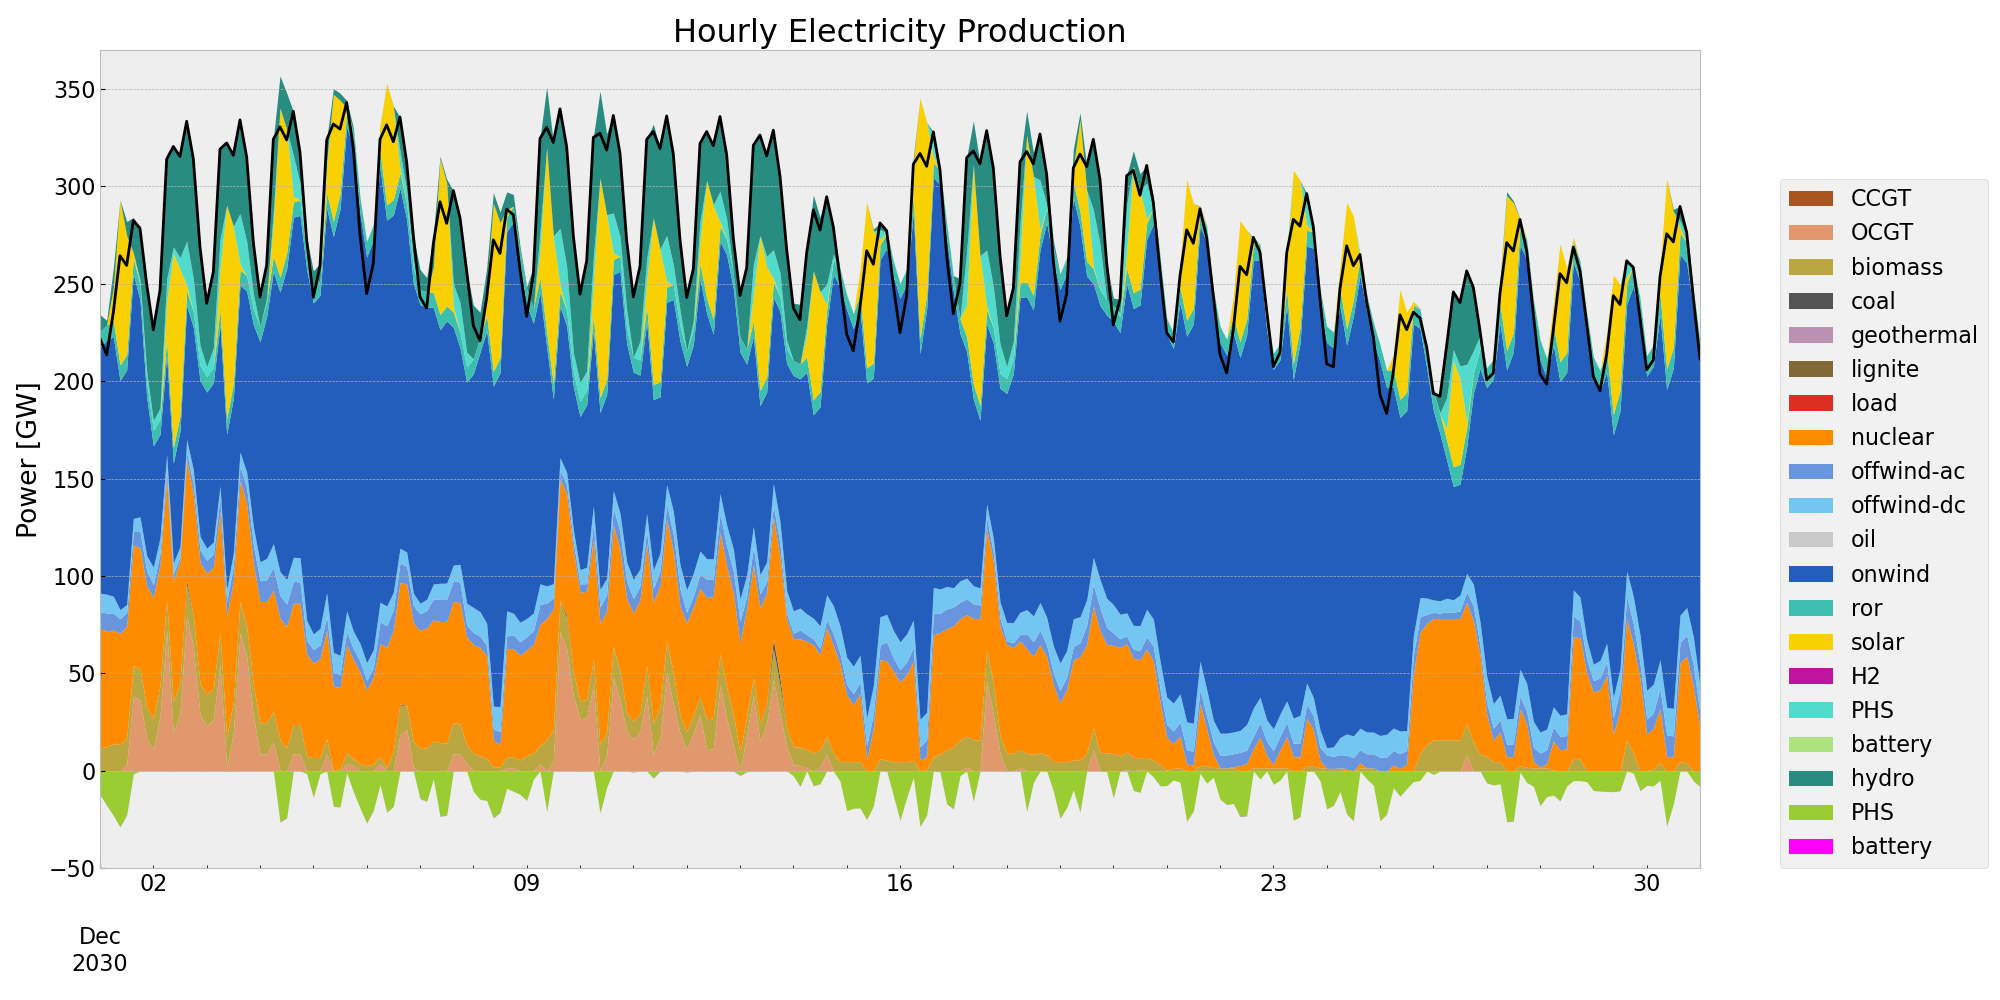 Hourly Electricity Production
Power [GW]
350
300
250
200
150
100
50
0
−50
02
09
16
23
30
Dec
2030
CCGT
OCGT
biomass
coal
geothermal
lignite
load
nuclear
offwind-ac
offwind-dc
oil
onwind
ror
solar
H2
PHS
battery
hydro
PHS
battery